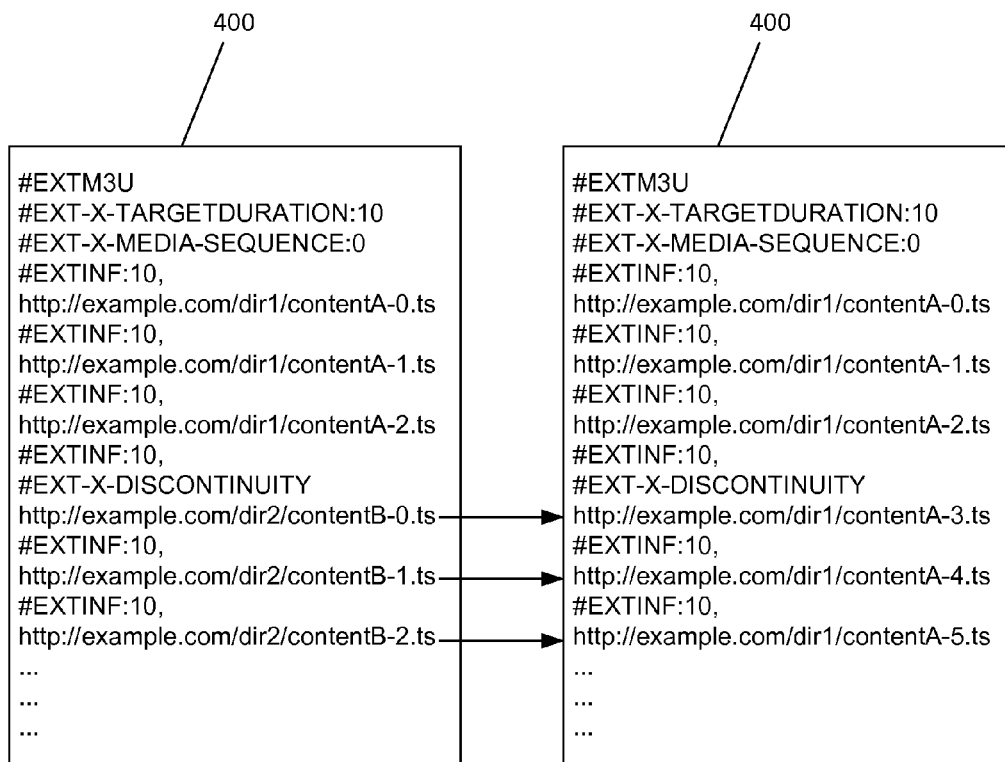 400
#EXTM3U
#EXT-X-TARGETDURATION:10
#EXT-X-MEDIA-SEQUENCE:0
#EXTINF:10,
http://example.com/dir1/contentA-0.ts
#EXTINF:10,
http://example.com/dir1/contentA-1.ts
#EXTINF:10,
http://example.com/dir1/contentA-2.ts
#EXTINF:10,
#EXT-X-DISCONTINUITY
http://example.com/dir2/contentB-0.ts
#EXTINF:10,
http://example.com/dir2/contentB-1.ts
#EXTINF:10,
http://example.com/dir2/contentB-2.ts
...
...
...
400
#EXTM3U
#EXT-X-TARGETDURATION:10
#EXT-X-MEDIA-SEQUENCE:0
#EXTINF:10,
http://example.com/dir1/contentA-0.ts
#EXTINF:10,
http://example.com/dir1/contentA-1.ts
#EXTINF:10,
http://example.com/dir1/contentA-2.ts
#EXTINF:10,
#EXT-X-DISCONTINUITY
http://example.com/dir1/contentA-3.ts
#EXTINF:10,
http://example.com/dir1/contentA-4.ts
#EXTINF:10,
http://example.com/dir1/contentA-5.ts
...
...
...